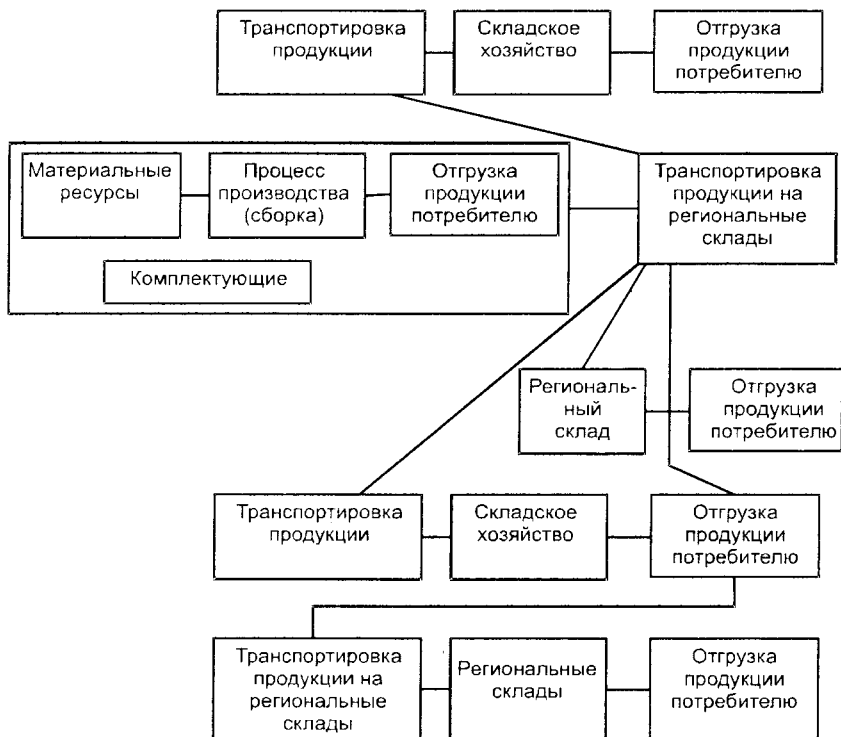 Транспортировка
продукции
Складское
хозяйство
Отгрузка
продукции
потребителю
Материальные
ресурсы
Процесс
производства
(сборка)
Отгрузка
продукции
потребителю
Комплектующие
Транспортировка
продукции на
региональные
склады
Региональ-
ный
склад
Отгрузка
продукции
потребителю
Транспортировка
продукции
Складское
хозяйство
Отгрузка
продукции
потребителю
Транспортировка
продукции на
региональные
склады
Региональные
склады
Отгрузка
продукции
потребителю